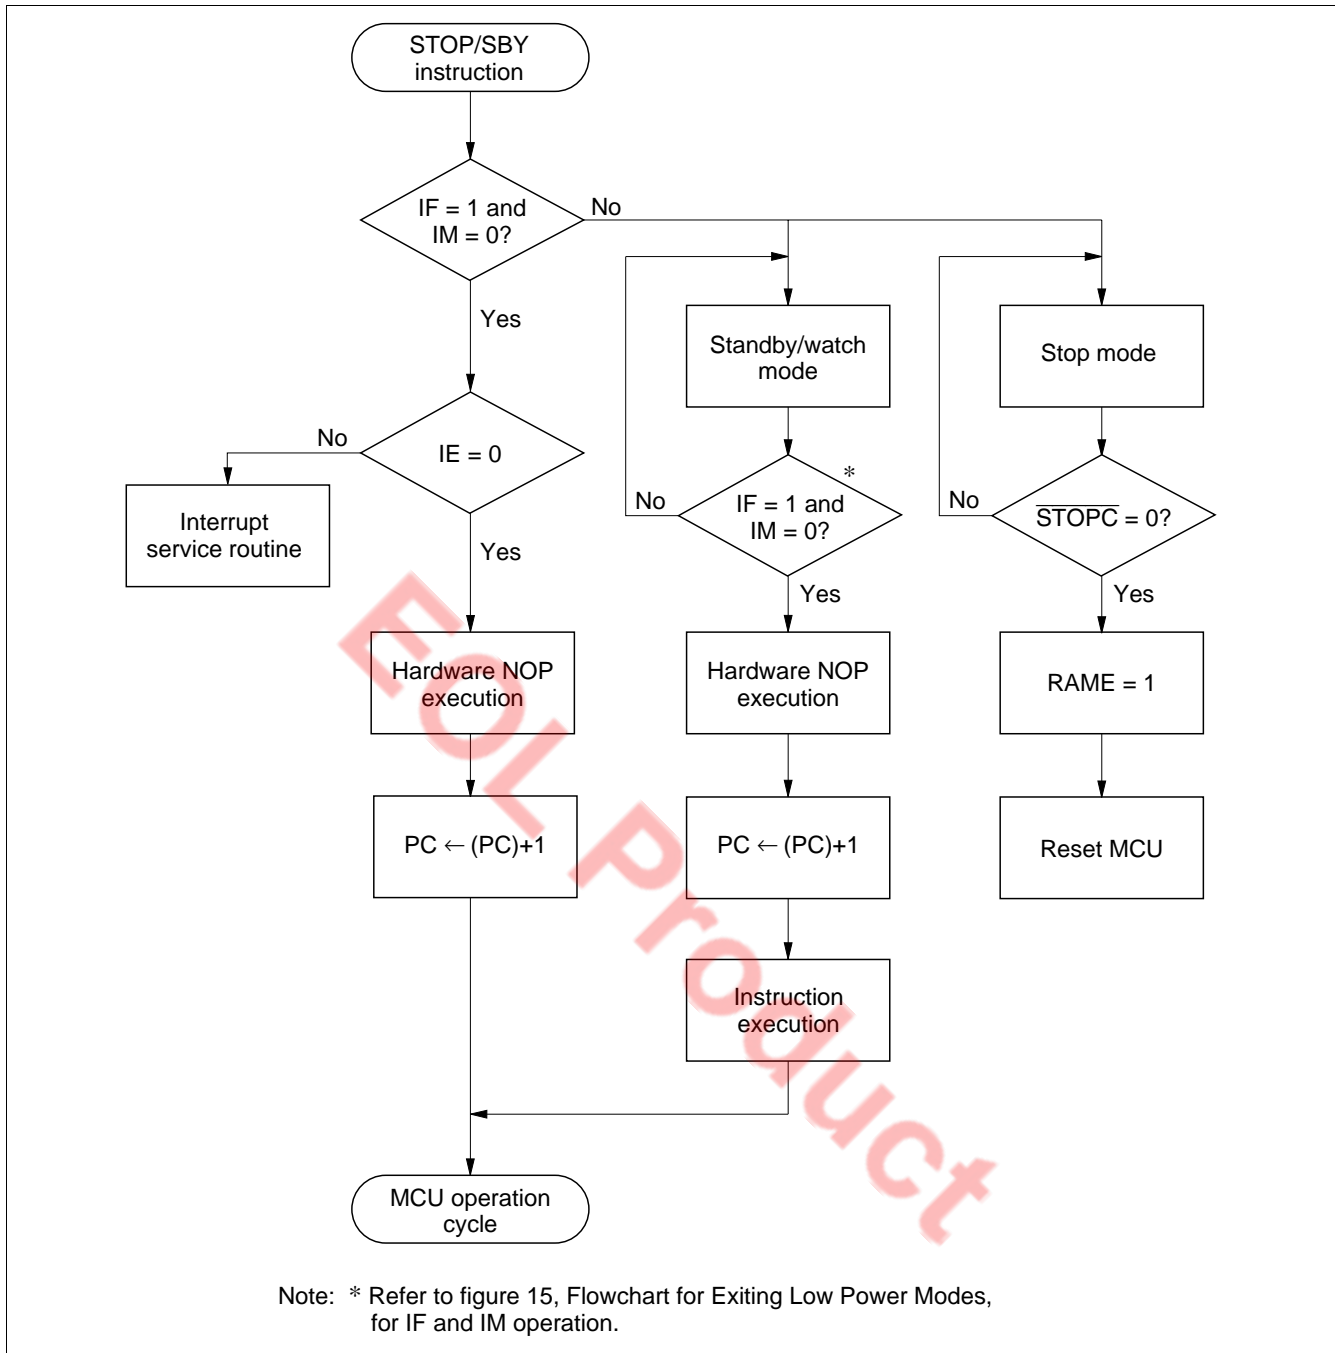 STOP/SBY
instruction
IF = 1 and
IM = 0?
No
Yes
IE = 0
No
Interrupt
service routine
Yes
Hardware NOP
execution
PC ← (PC)+1
Standby/watch
mode
*
IF = 1 and
IM = 0?
No
Yes
Hardware NOP
execution
PC ← (PC)+1
Instruction
execution
Stop mode
S̅T̅O̅P̅C̅ = 0?
No
Yes
RAME = 1
Reset MCU
MCU operation
cycle
EOL Product
Note: * Refer to figure 15, Flowchart for Exiting Low Power Modes,
for IF and IM operation.